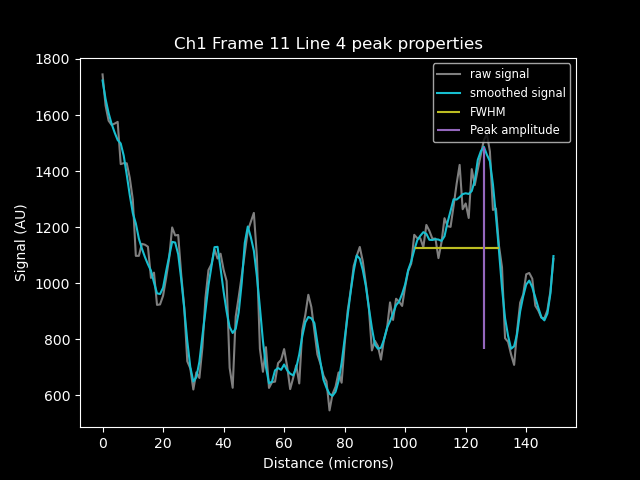 Ch1 Frame 11 Line 4 peak properties
raw signal
smoothed signal
FWHM
Peak amplitude
Signal (AU)
1800
1600
1400
1200
1000
800
600
0 20 40 60 80 100 120 140
Distance (microns)